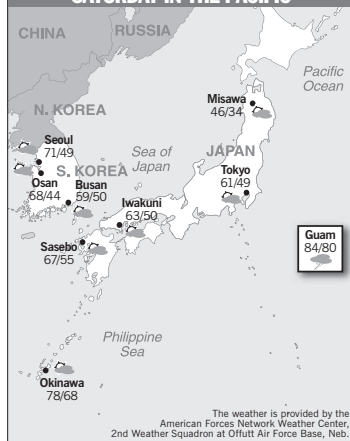 SATURDAY IN THE PACIFIC
CHINA
RUSSIA
Pacific
Ocean
N. KOREA
Misawa
46/34
Seoul
71/49
S. KOREA
Sea of
Japan
JAPAN
Osan
68/44
Busan
59/50
Tokyo
61/49
Iwakuni
63/50
Sasebo
67/55
Guam
84/80
Philippine
Sea
Okinawa
78/68
The weather is provided by the
American Forces Network Weather Center,
2nd Weather Squadron at Offutt Air Force Base, Neb.